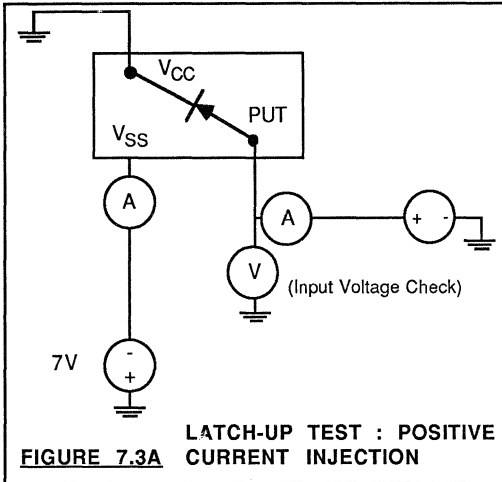 VCC
PUT
VSS
A
A
+ -
V
(Input Voltage Check)
7V
-
+
LATCH-UP TEST : POSITIVE
FIGURE 7.3A CURRENT INJECTION